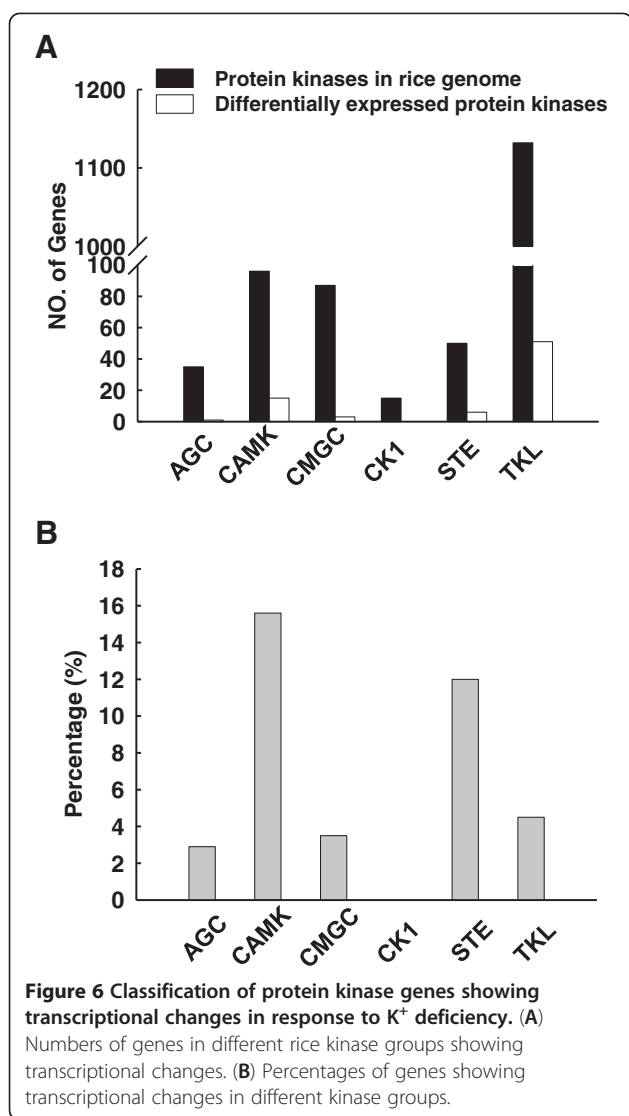 A
Protein kinases in rice genome
Differentially expressed protein kinases
NO. of Genes
1200
1100
1000
100
80
60
40
20
0
AGC
CAMK
CMGC
CK1
STE
TKL
B
Percentage (%)
18
16
14
12
10
8
6
4
2
0
AGC
CAMK
CMGC
CK1
STE
TKL
Figure 6 Classification of protein kinase genes showing
transcriptional changes in response to K⁺ deficiency. (A)
Numbers of genes in different rice kinase groups showing
transcriptional changes. (B) Percentages of genes showing
transcriptional changes in different kinase groups.